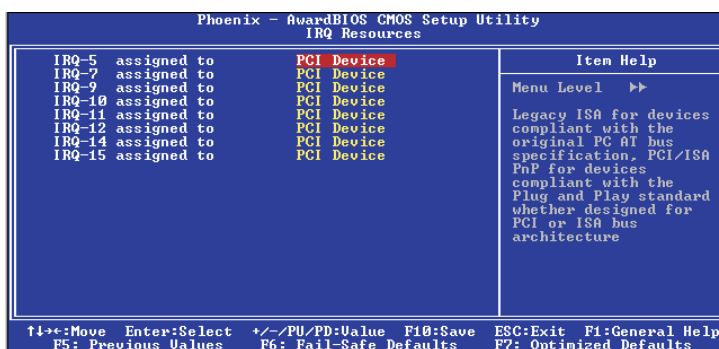 Phoenix - AwardBIOS CMOS Setup Utility
IRQ Resources
IRQ-5 assigned to PCI Device
IRQ-7 assigned to PCI Device
IRQ-9 assigned to PCI Device
IRQ-10 assigned to PCI Device
IRQ-11 assigned to PCI Device
IRQ-12 assigned to PCI Device
IRQ-14 assigned to PCI Device
IRQ-15 assigned to PCI Device
Item Help
Menu Level ▸▸
Legacy ISA for devices
compliant with the
original PC AT bus
specification, PCI/ISA
PnP for devices
compliant with the
Plug and Play standard
whether designed for
PCI or ISA bus
architecture
↑↓→←:Move Enter:Select +/-/PU/PD:Value F10:Save ESC:Exit F1:General Help
F5: Previous Values F6: Fail-Safe Defaults F7: Optimized Defaults